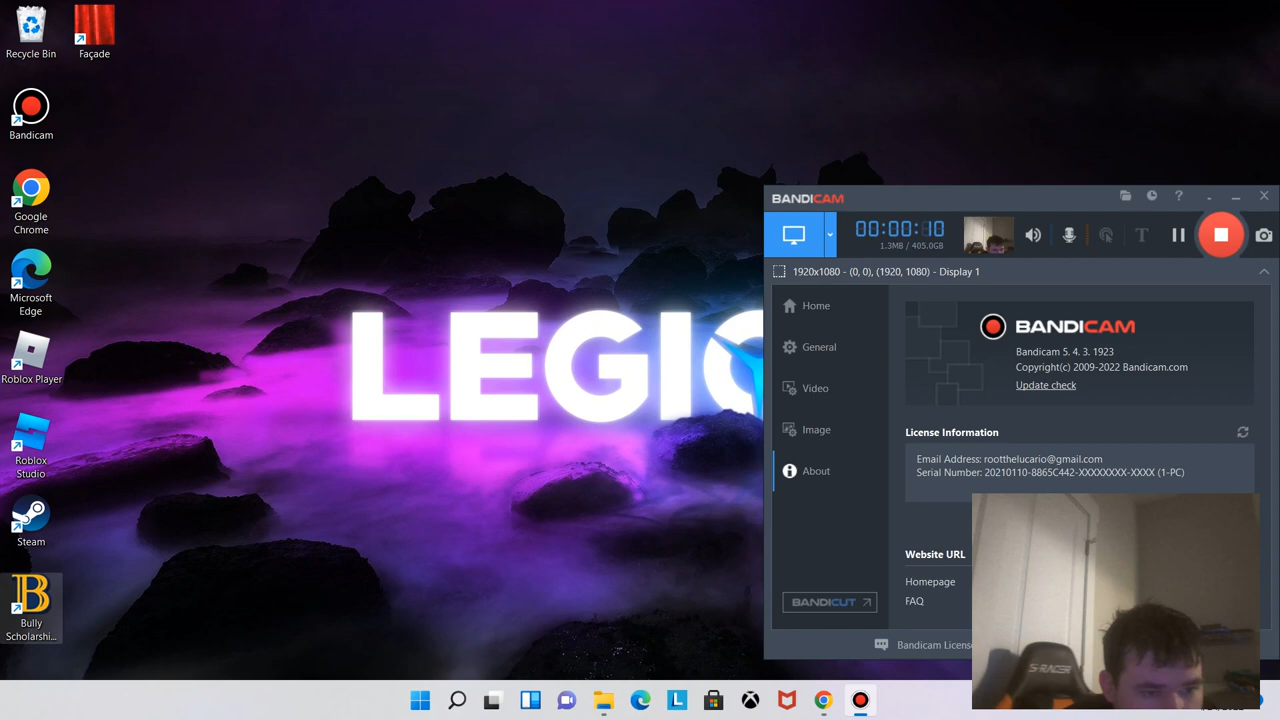 Recycle Bin
Façade
Bandicam
Google
Chrome
Microsoft
Edge
Roblox Player
Roblox
Studio
Steam
Bully
Scholarshi...
LEGIO
BANDICAM
00:00:10
1.3MB / 405.0GB
1920x1080 - (0, 0), (1920, 1080) - Display 1
Home
General
Video
Image
About
BANDICUT
BANDICAM
Bandicam 5. 4. 3. 1923
Copyright(c) 2009-2022 Bandicam.com
Update check
License Information
Email Address: rootthelucario@gmail.com
Serial Number: 20210110-8865C442-XXXXXXXX-XXXX (1-PC)
Website URL
Homepage
FAQ
Bandicam License
S-RACER